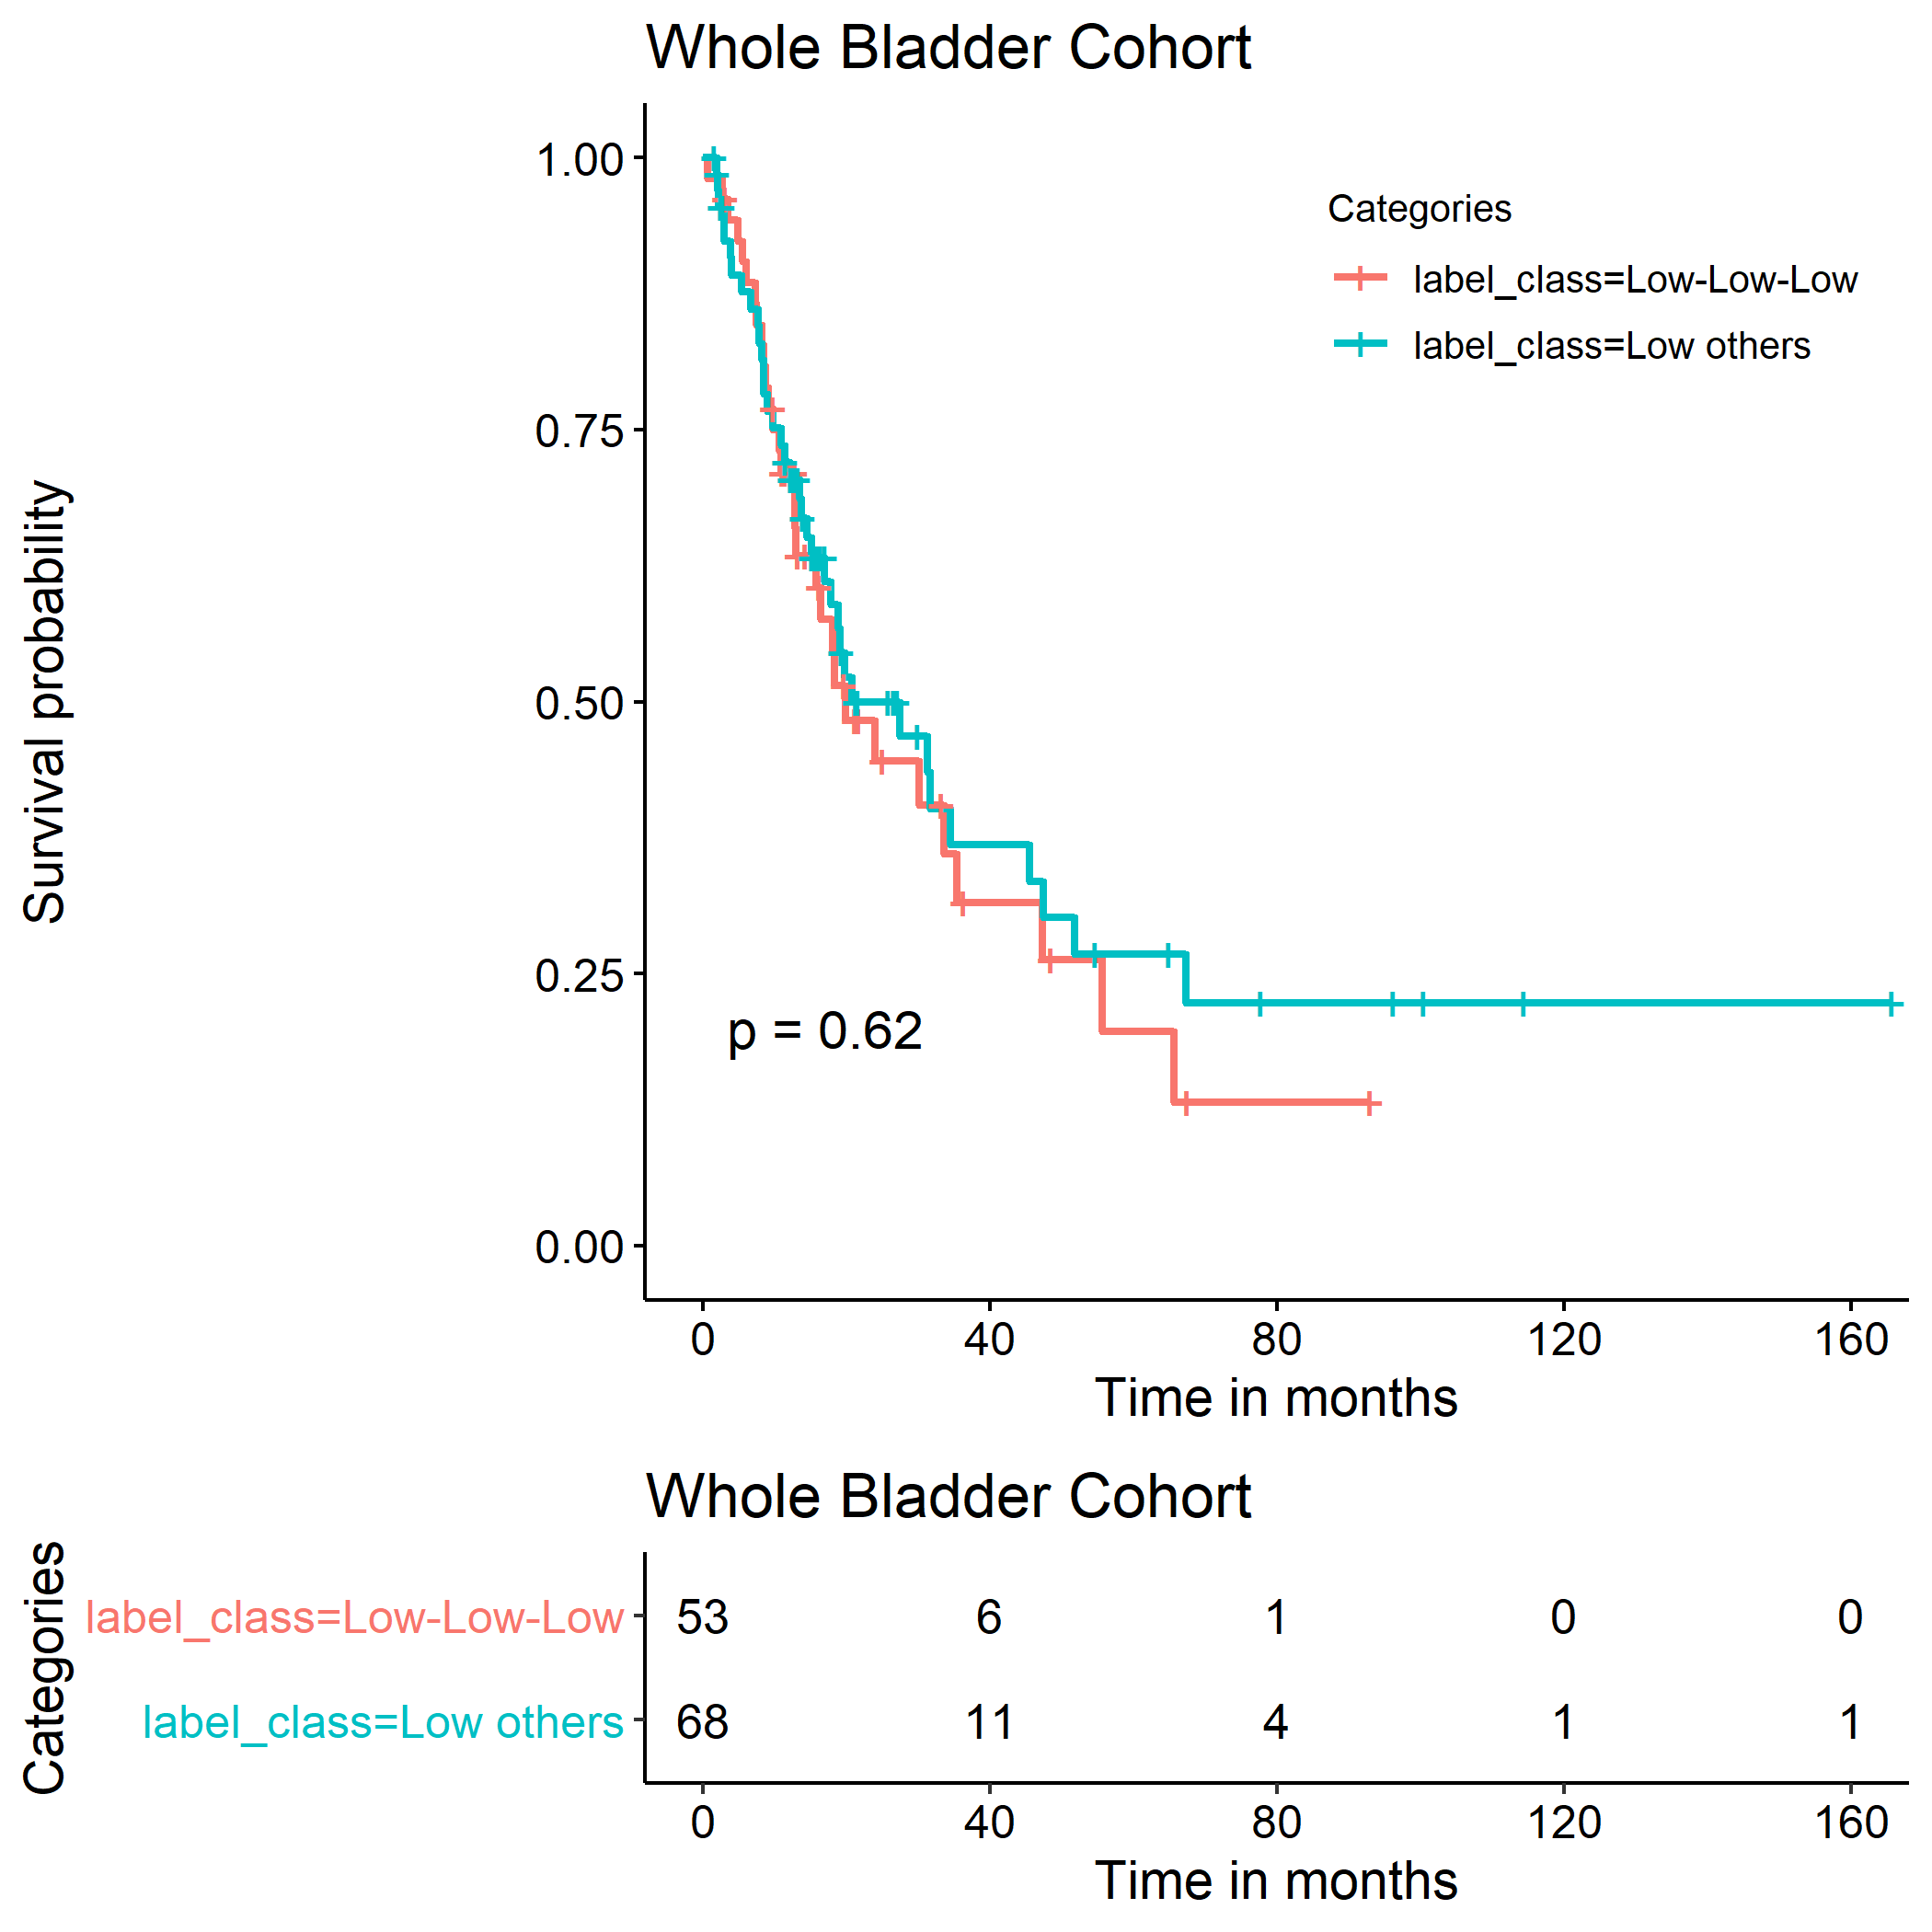 Whole Bladder Cohort
Categories
label_class=Low-Low-Low
label_class=Low others
Survival probability
1.00
0.75
0.50
0.25
0.00
p = 0.62
0 40 80 120 160
Time in months
Whole Bladder Cohort
Categories
label_class=Low-Low-Low 53 6 1 0 0
label_class=Low others 68 11 4 1 1
0 40 80 120 160
Time in months